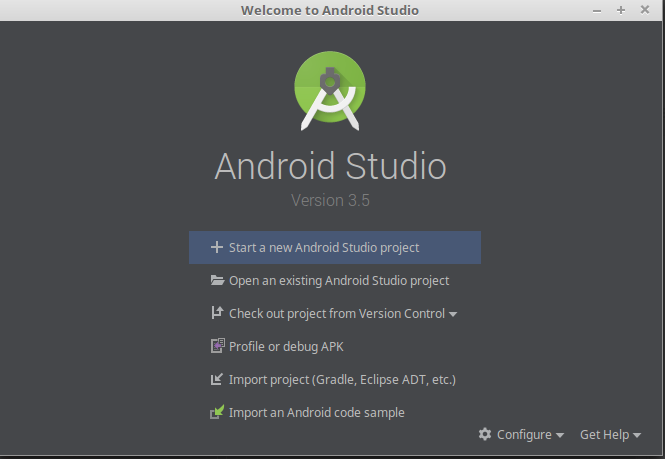 Welcome to Android Studio
Android Studio
Version 3.5
Start a new Android Studio project
Open an existing Android Studio project
Check out project from Version Control
Profile or debug APK
Import project (Gradle, Eclipse ADT, etc.)
Import an Android code sample
Configure Get Help